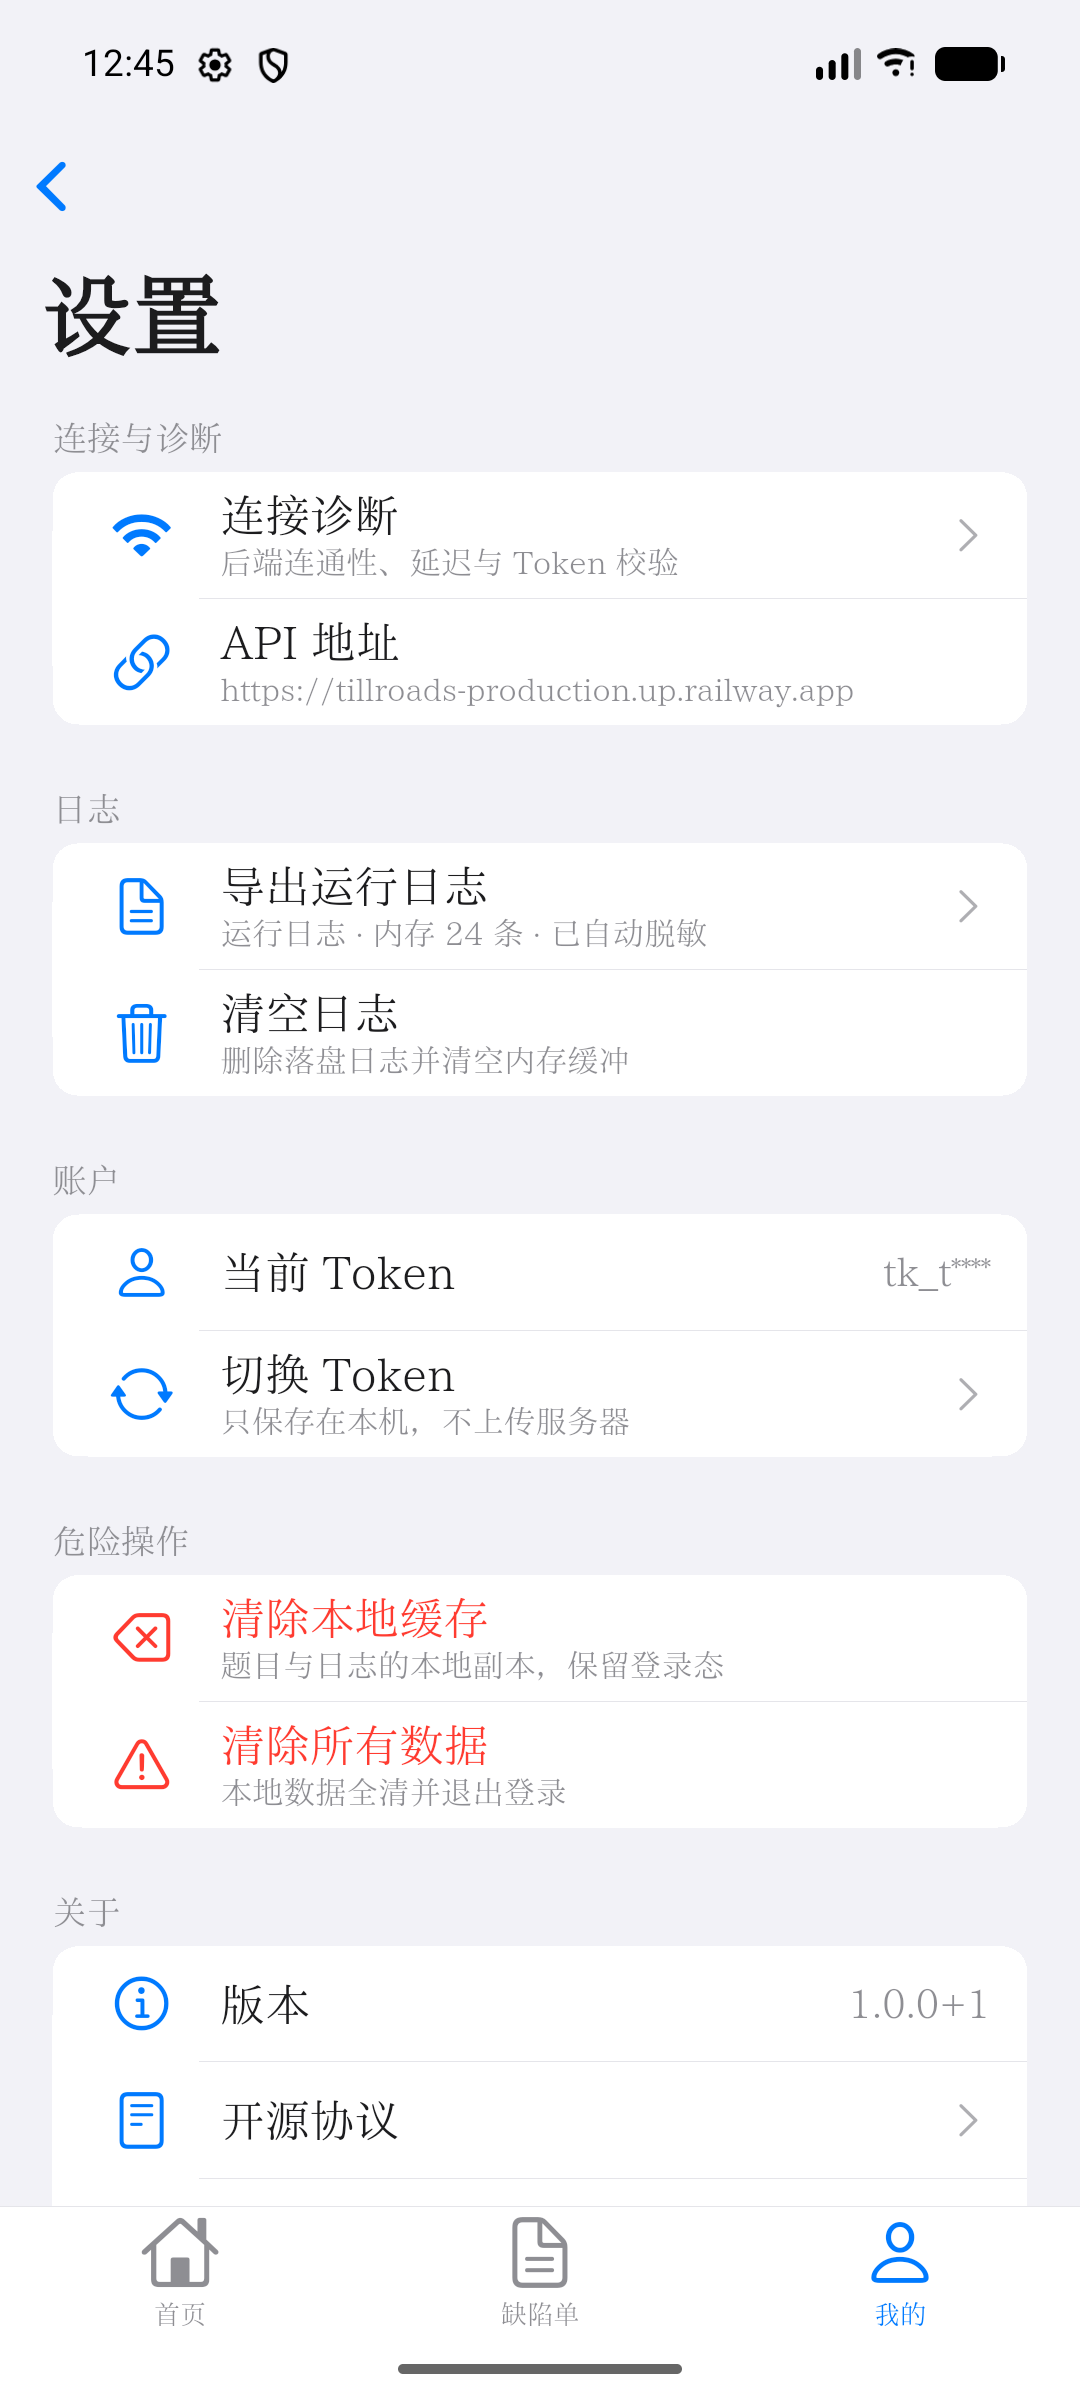 12:45
设置
连接与诊断
连接诊断
后端连通性、延迟与 Token 校验
API 地址
https://tillroads-production.up.railway.app
日志
导出运行日志
运行日志 · 内存 24 条 · 已自动脱敏
清空日志
删除落盘日志并清空内存缓冲
账户
当前 Token
tk_t****
切换 Token
只保存在本机，不上传服务器
危险操作
清除本地缓存
题目与日志的本地副本，保留登录态
清除所有数据
本地数据全清并退出登录
关于
版本
1.0.0+1
开源协议
首页
缺陷单
我的